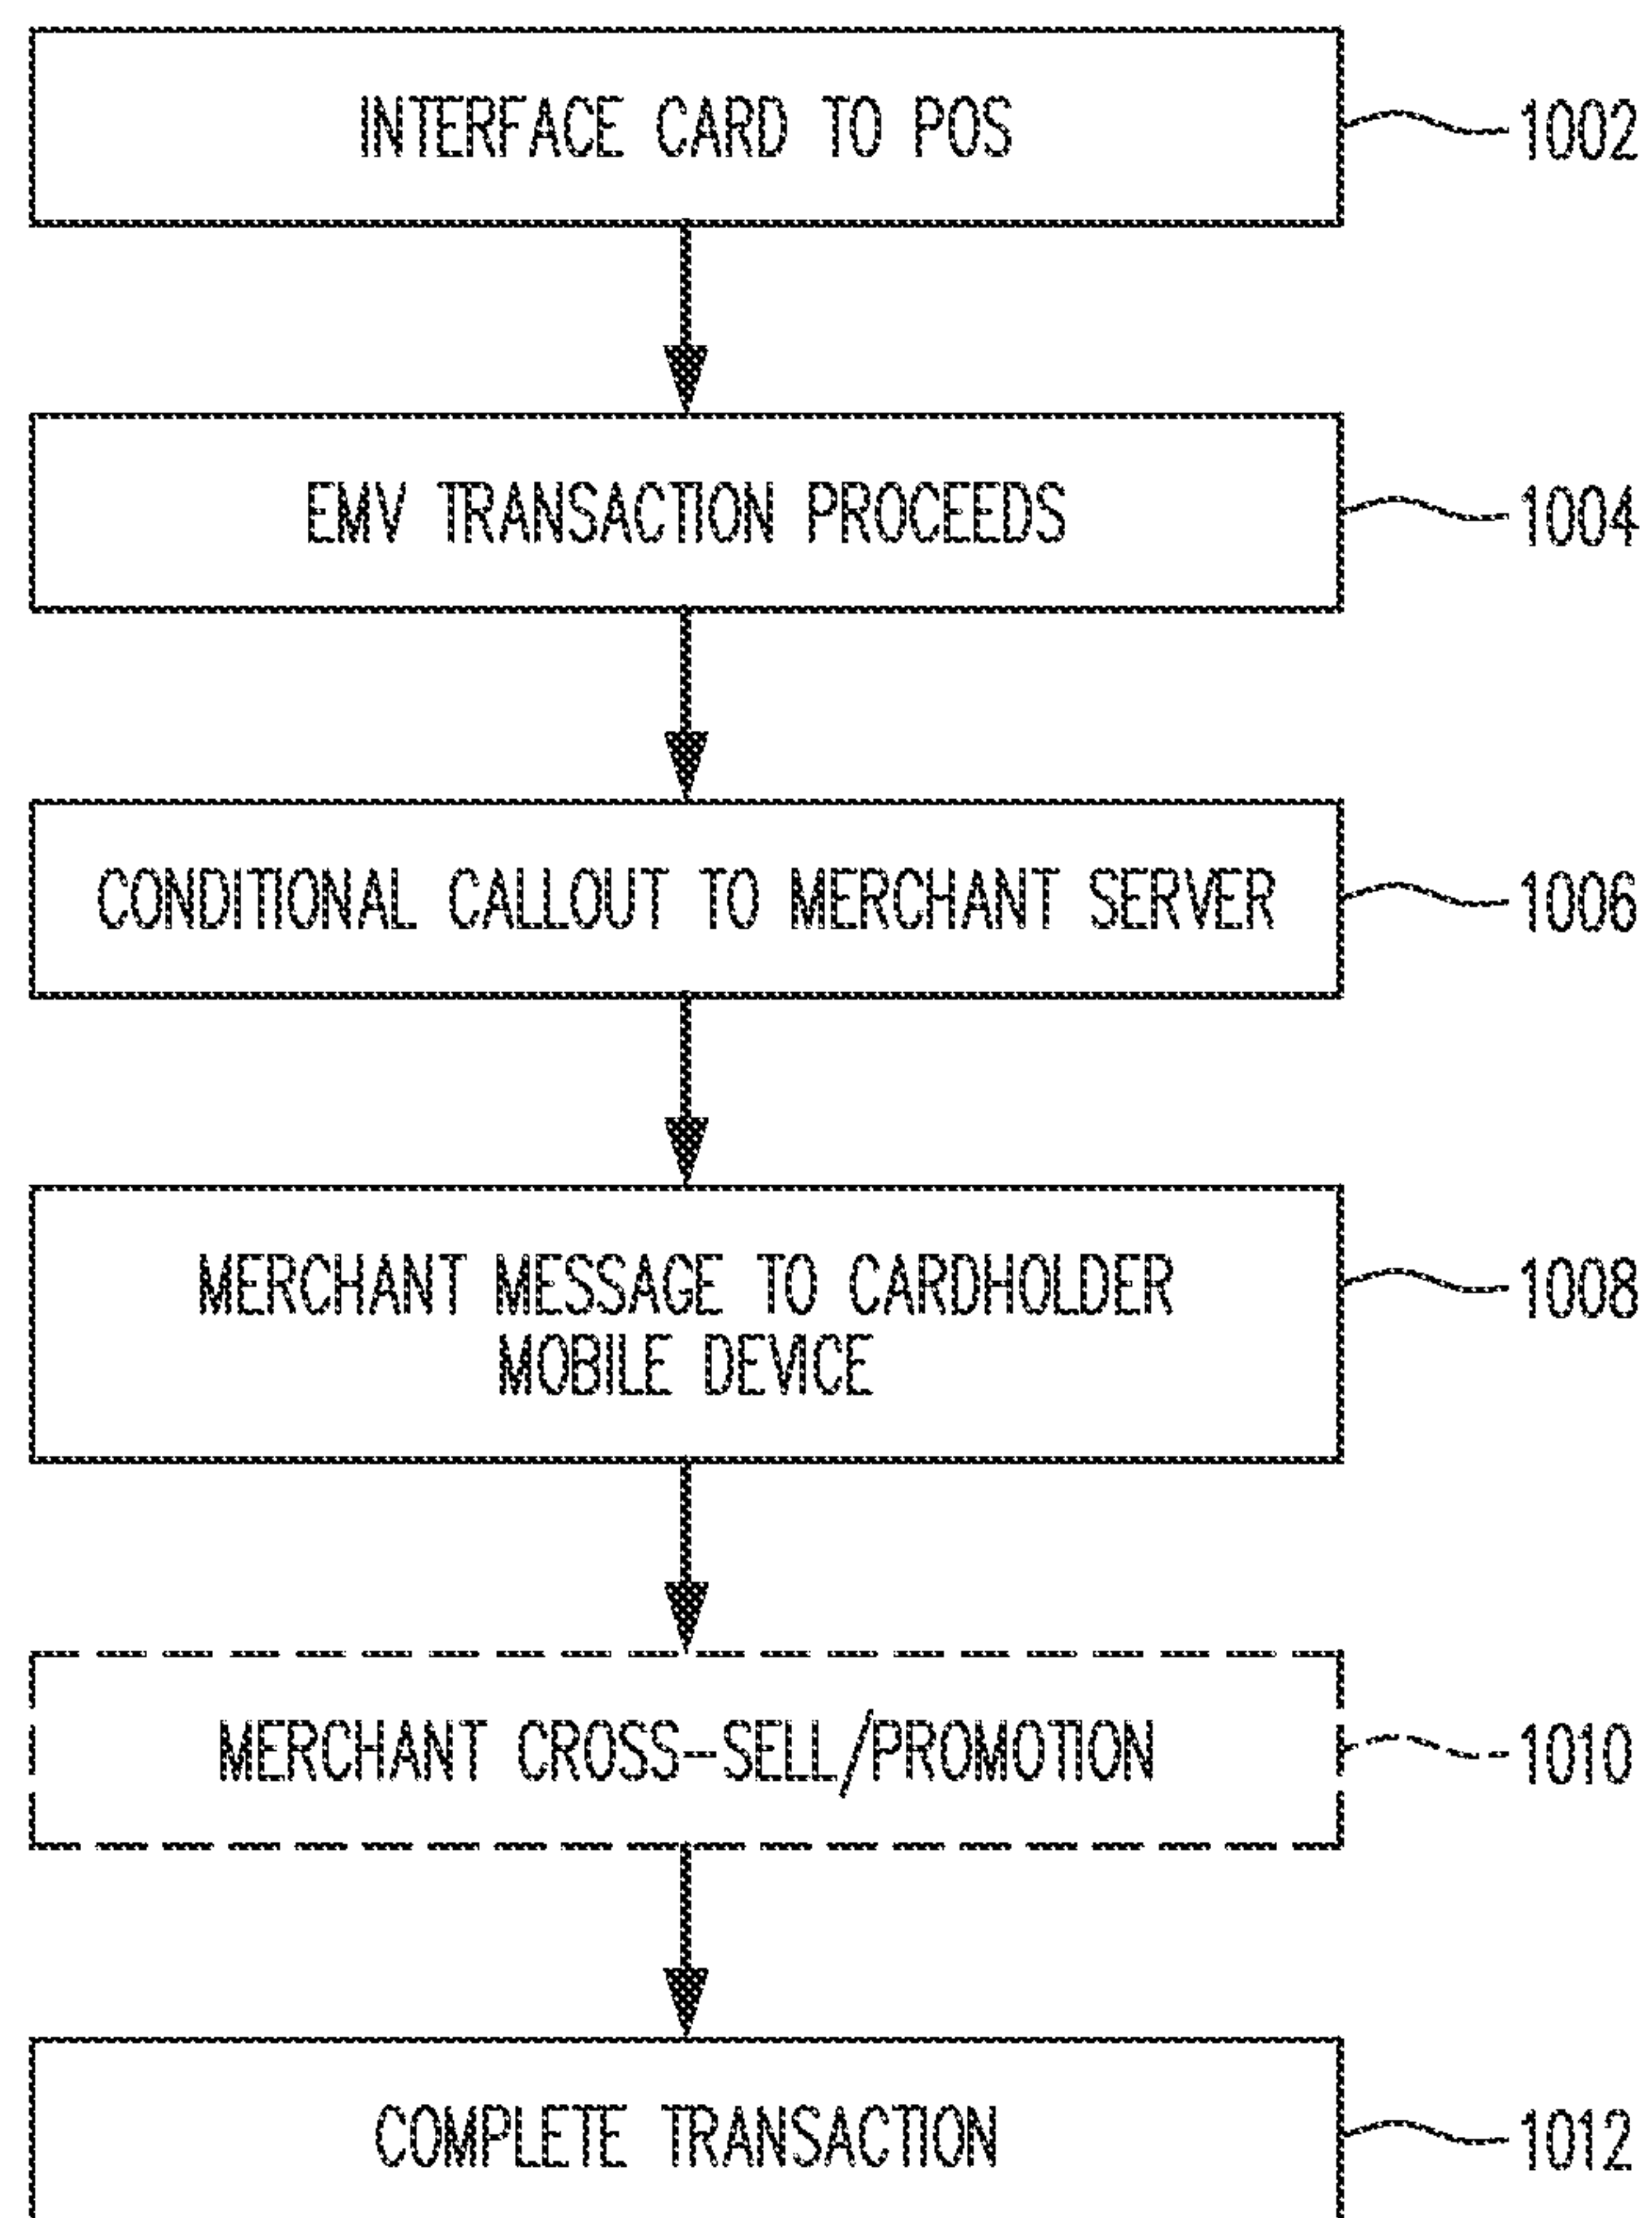 INTERFACE CARD TO POS
1002
EMV TRANSACTION PROCEEDS
1004
CONDITIONAL CALLOUT TO MERCHANT SERVER
1006
MERCHANT MESSAGE TO CARDHOLDER
MOBILE DEVICE
1008
MERCHANT CROSS-SELL/PROMOTION
1010
COMPLETE TRANSACTION
1012